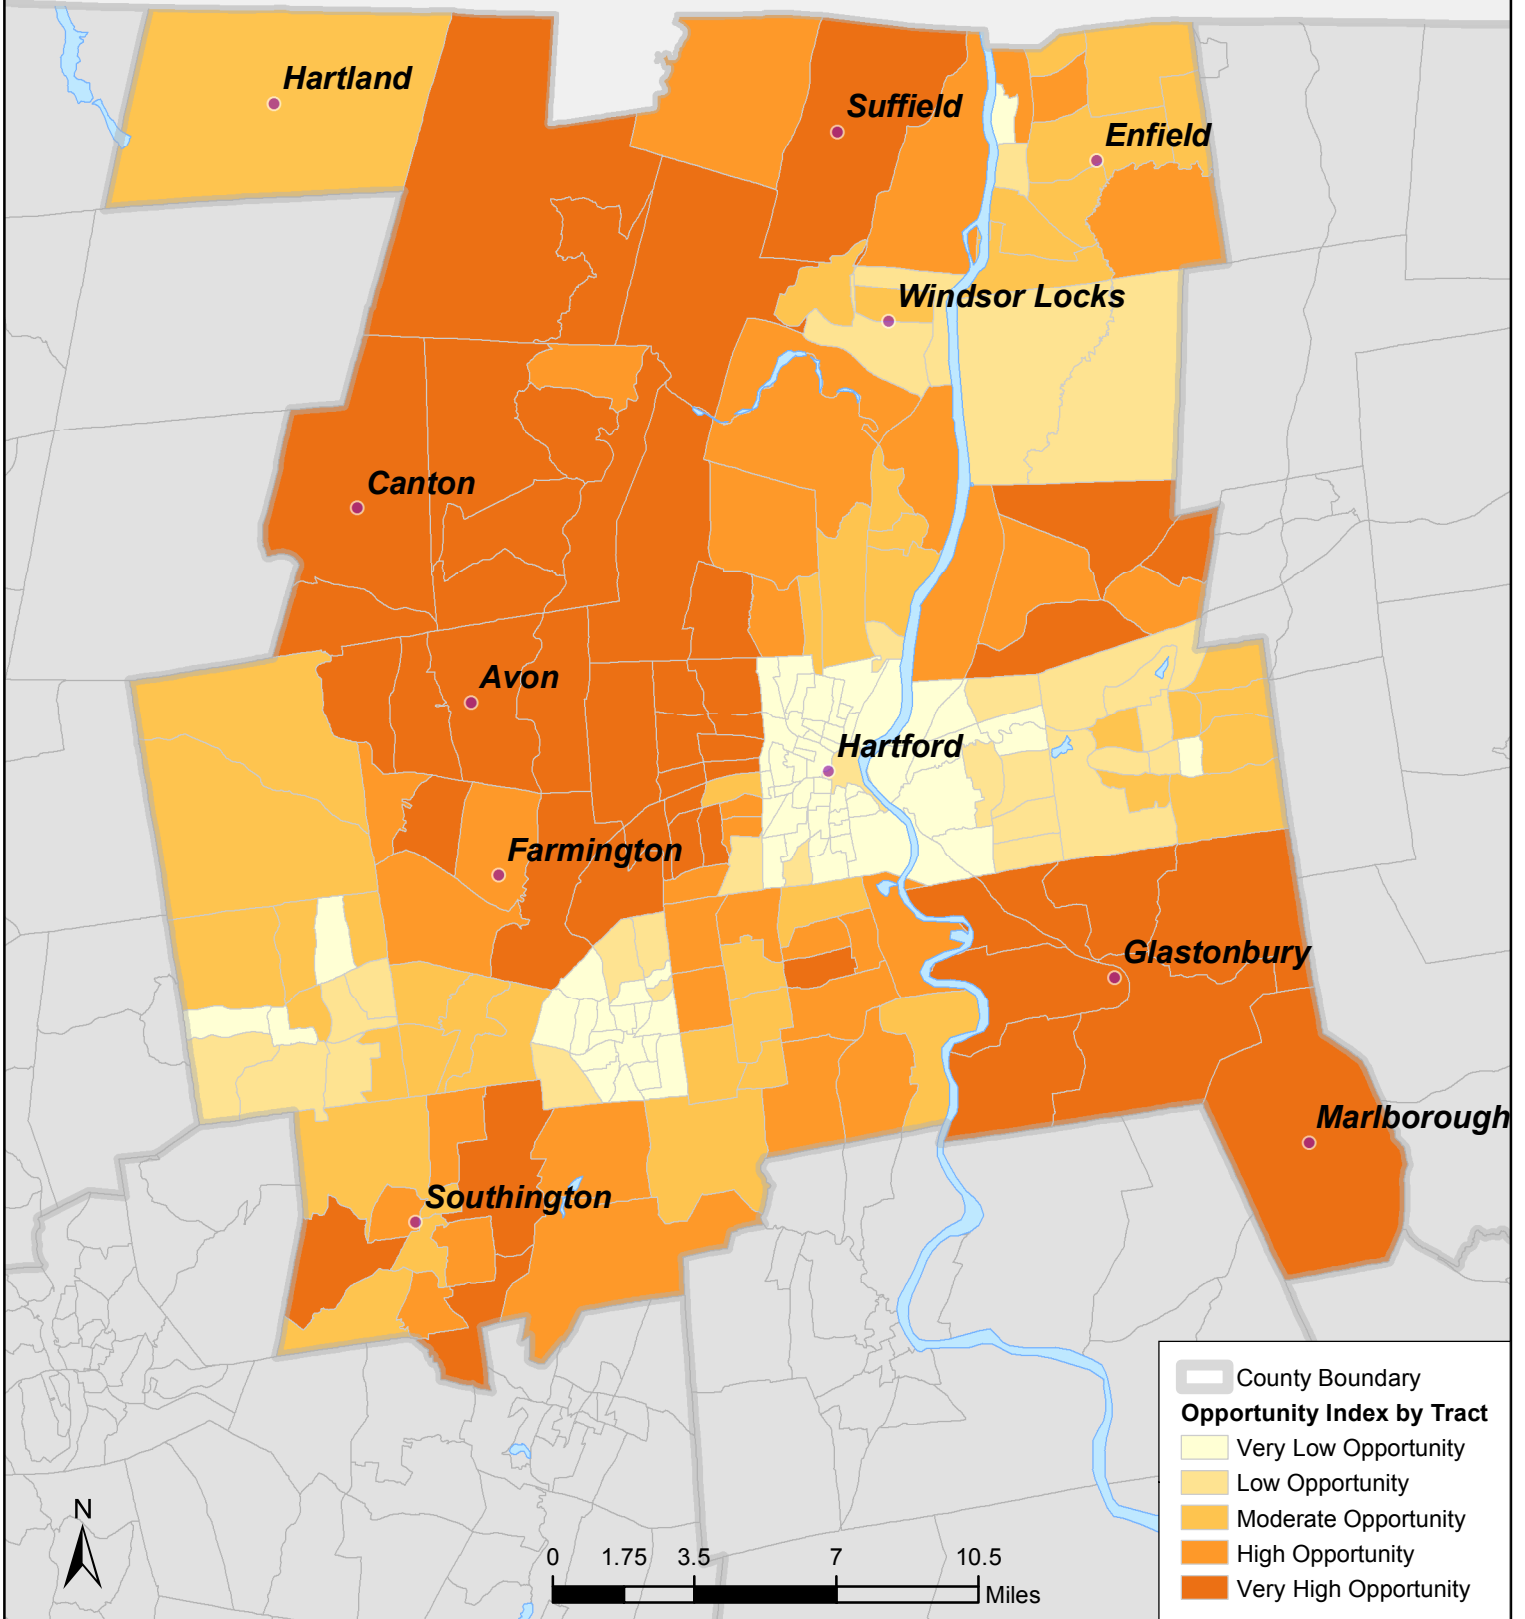 Hartland
Suffield
Enfield
Windsor Locks
Canton
Avon
Hartford
Farmington
Glastonbury
Marlborough
Southington
County Boundary
Opportunity Index by Tract
Very Low Opportunity
Low Opportunity
Moderate Opportunity
High Opportunity
Very High Opportunity
N
0 1.75 3.5 7 10.5
Miles